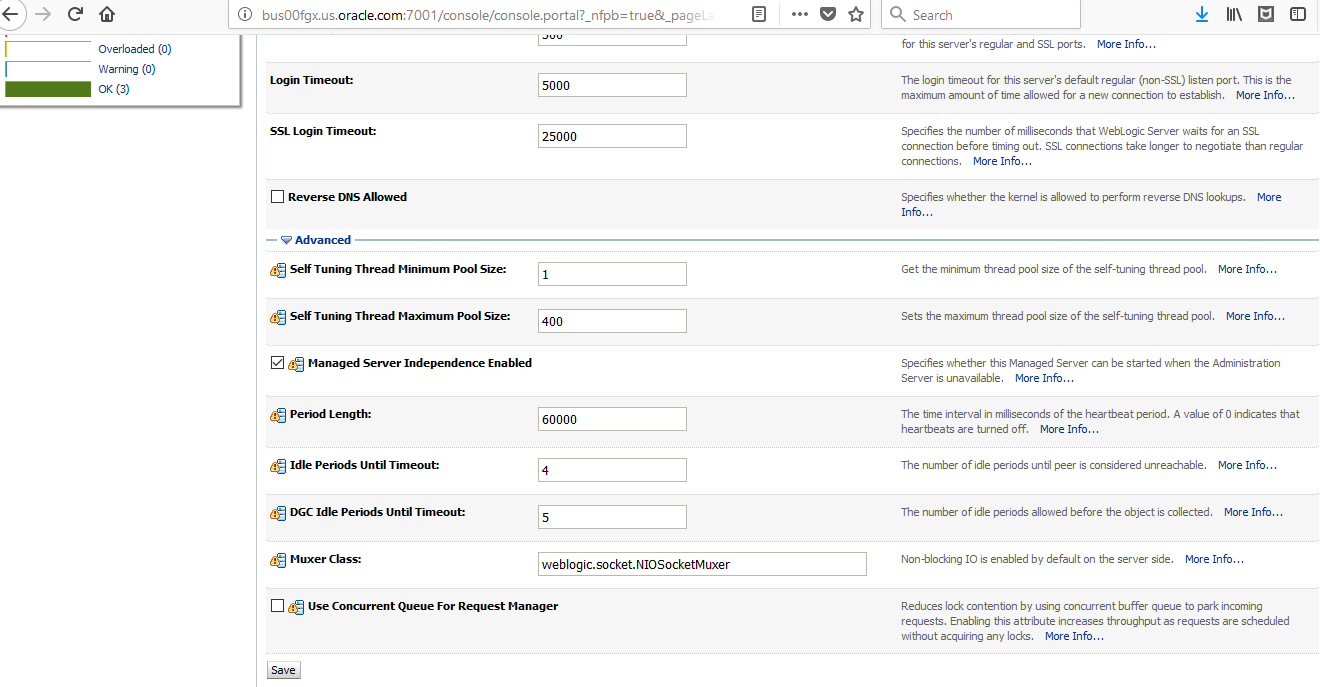 bus00fgx.us.oracle.com:7001/console/console.portal?_nfpb=true&_pageLa
Search
Overloaded (0)
Warning (0)
OK (3)
for this server's regular and SSL ports. More Info...
Login Timeout:
5000
The login timeout for this server's default regular (non-SSL) listen port. This is the
maximum amount of time allowed for a new connection to establish. More Info...
SSL Login Timeout:
25000
Specifies the number of milliseconds that WebLogic Server waits for an SSL
connection before timing out. SSL connections take longer to negotiate than regular
connections. More Info...
Reverse DNS Allowed
Specifies whether the kernel is allowed to perform reverse DNS lookups. More
Info...
Advanced
Self Tuning Thread Minimum Pool Size:
1
Get the minimum thread pool size of the self-tuning thread pool. More Info...
Self Tuning Thread Maximum Pool Size:
400
Sets the maximum thread pool size of the self-tuning thread pool. More Info...
Managed Server Independence Enabled
Specifies whether this Managed Server can be started when the Administration
Server is unavailable. More Info...
Period Length:
60000
The time interval in milliseconds of the heartbeat period. A value of 0 indicates that
heartbeats are turned off. More Info...
Idle Periods Until Timeout:
4
The number of idle periods until peer is considered unreachable. More Info...
DGC Idle Periods Until Timeout:
5
The number of idle periods allowed before the object is collected. More Info...
Muxer Class:
weblogic.socket.NIOSocketMuxer
Non-blocking IO is enabled by default on the server side. More Info...
Use Concurrent Queue For Request Manager
Reduces lock contention by using concurrent buffer queue to park incoming
requests. Enabling this attribute increases throughput as requests are scheduled
without acquiring any locks. More Info...
Save